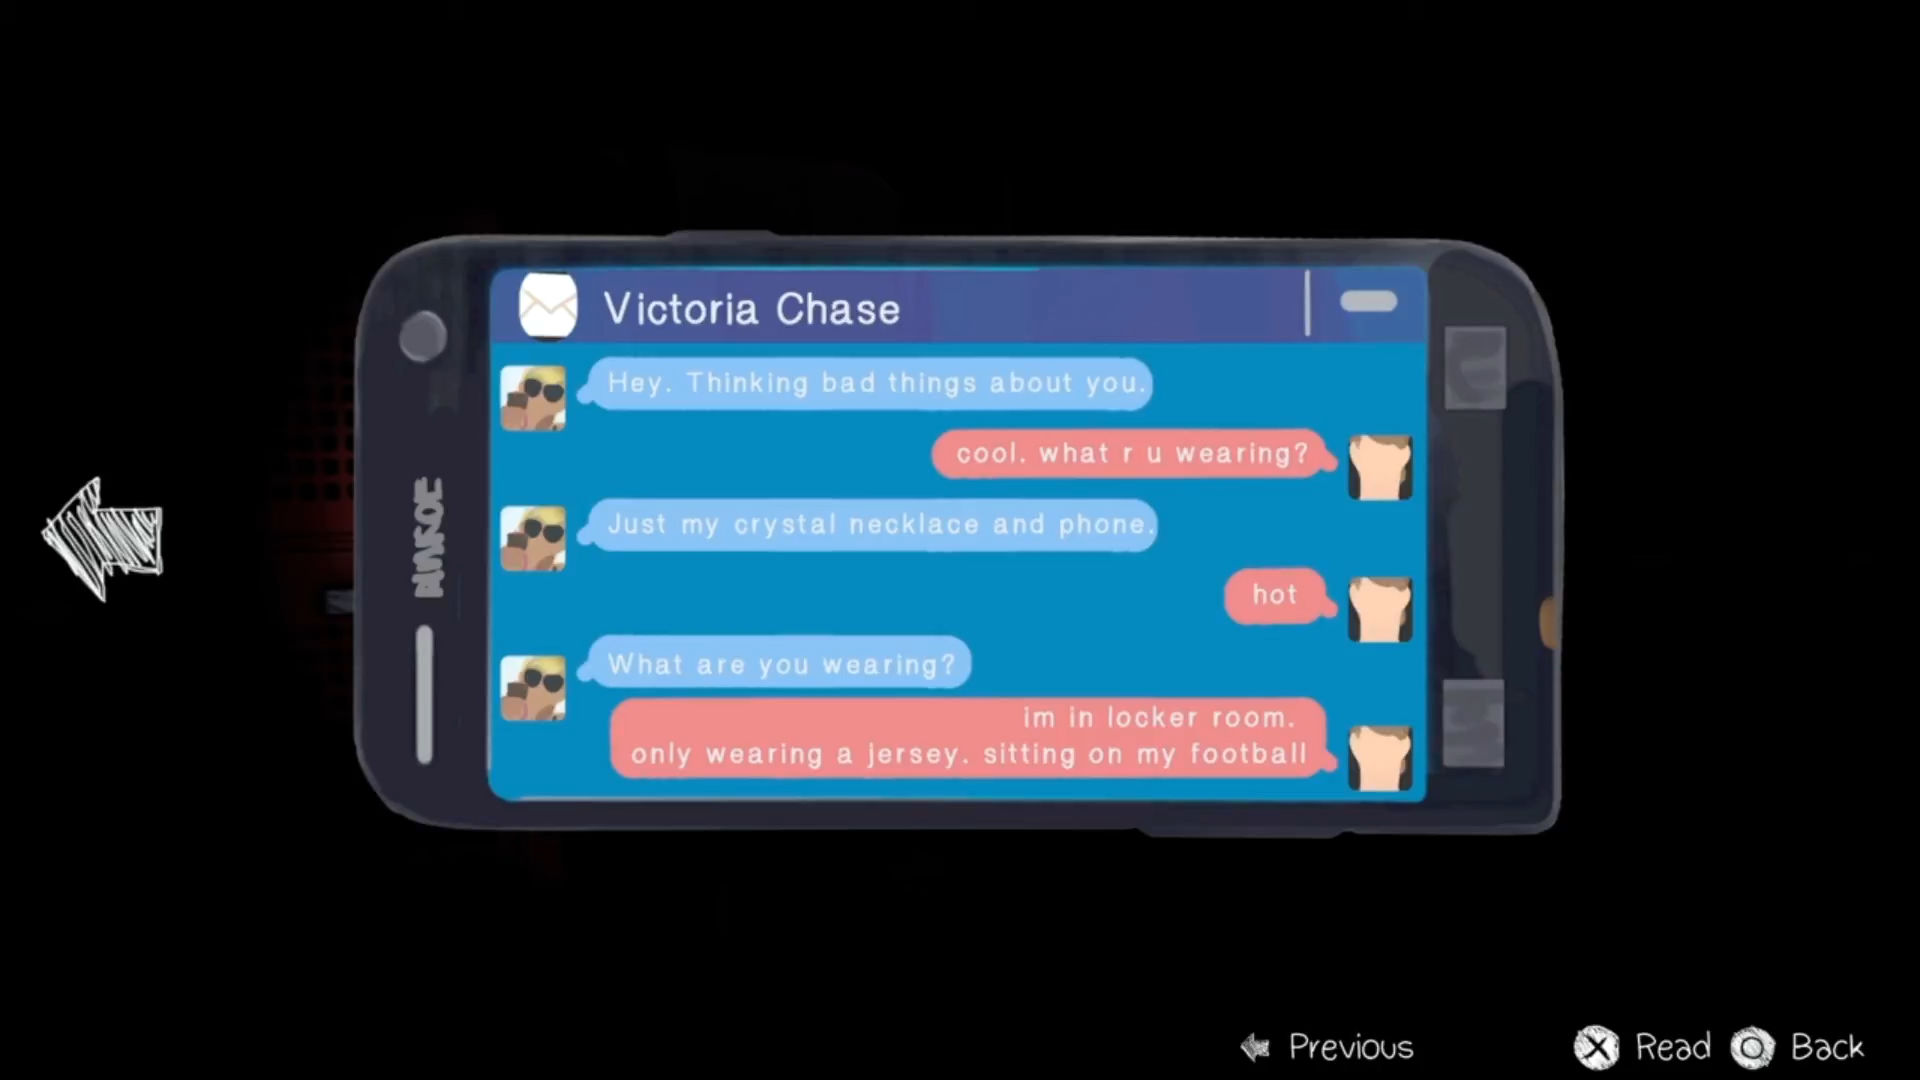 Victoria Chase
Hey. Thinking bad things about you.
cool. what r u wearing?
Just my crystal necklace and phone.
hot
What are you wearing?
im in locker room.
only wearing a jersey. sitting on my football
Previous
Read
Back